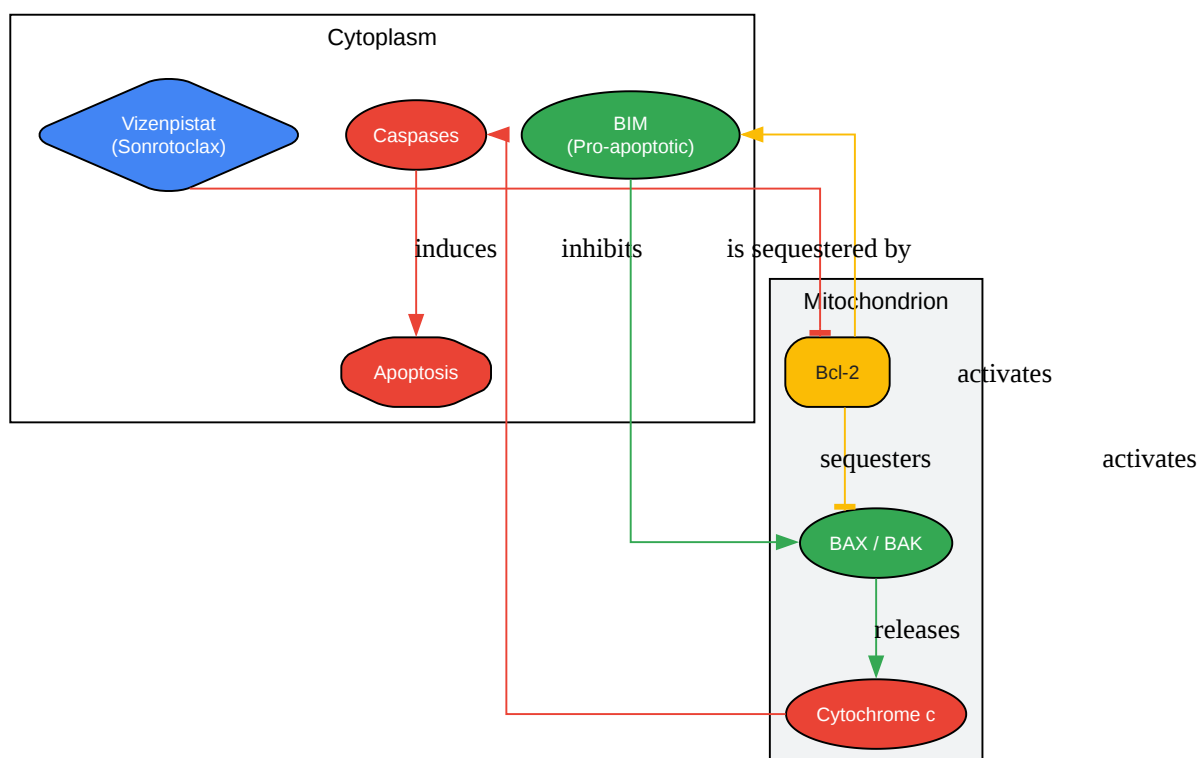 Cytoplasm
Vizenpistat
(Sonrotoclax)
Caspases
BIM
(Pro-apoptotic)
induces
inhibits
is sequestered by
Mitochondrion
Apoptosis
Bcl-2
activates
sequesters
activates
BAX / BAK
releases
Cytochrome c